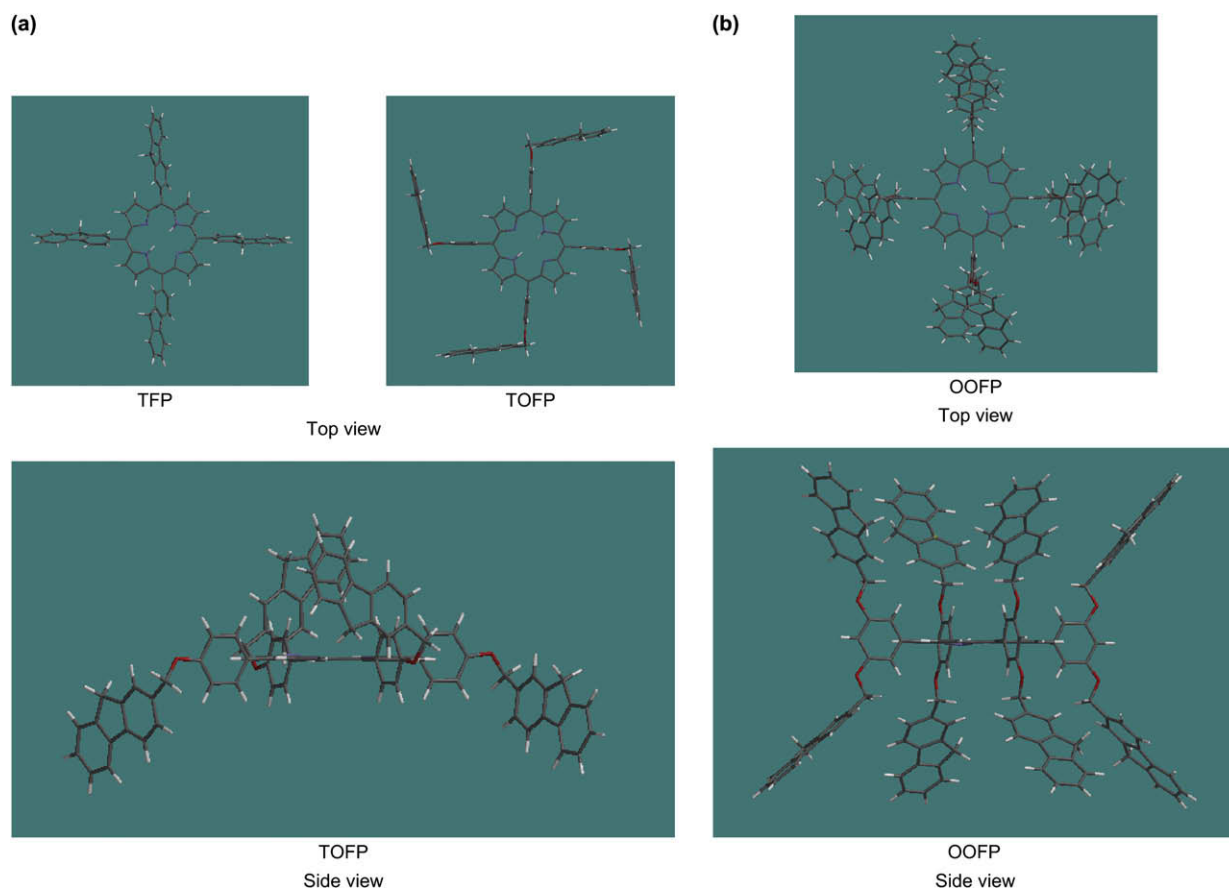 (a)
TFP
TOFP
Top view
TOFP
Side view
(b)
OOFP
Top view
OOFP
Side view